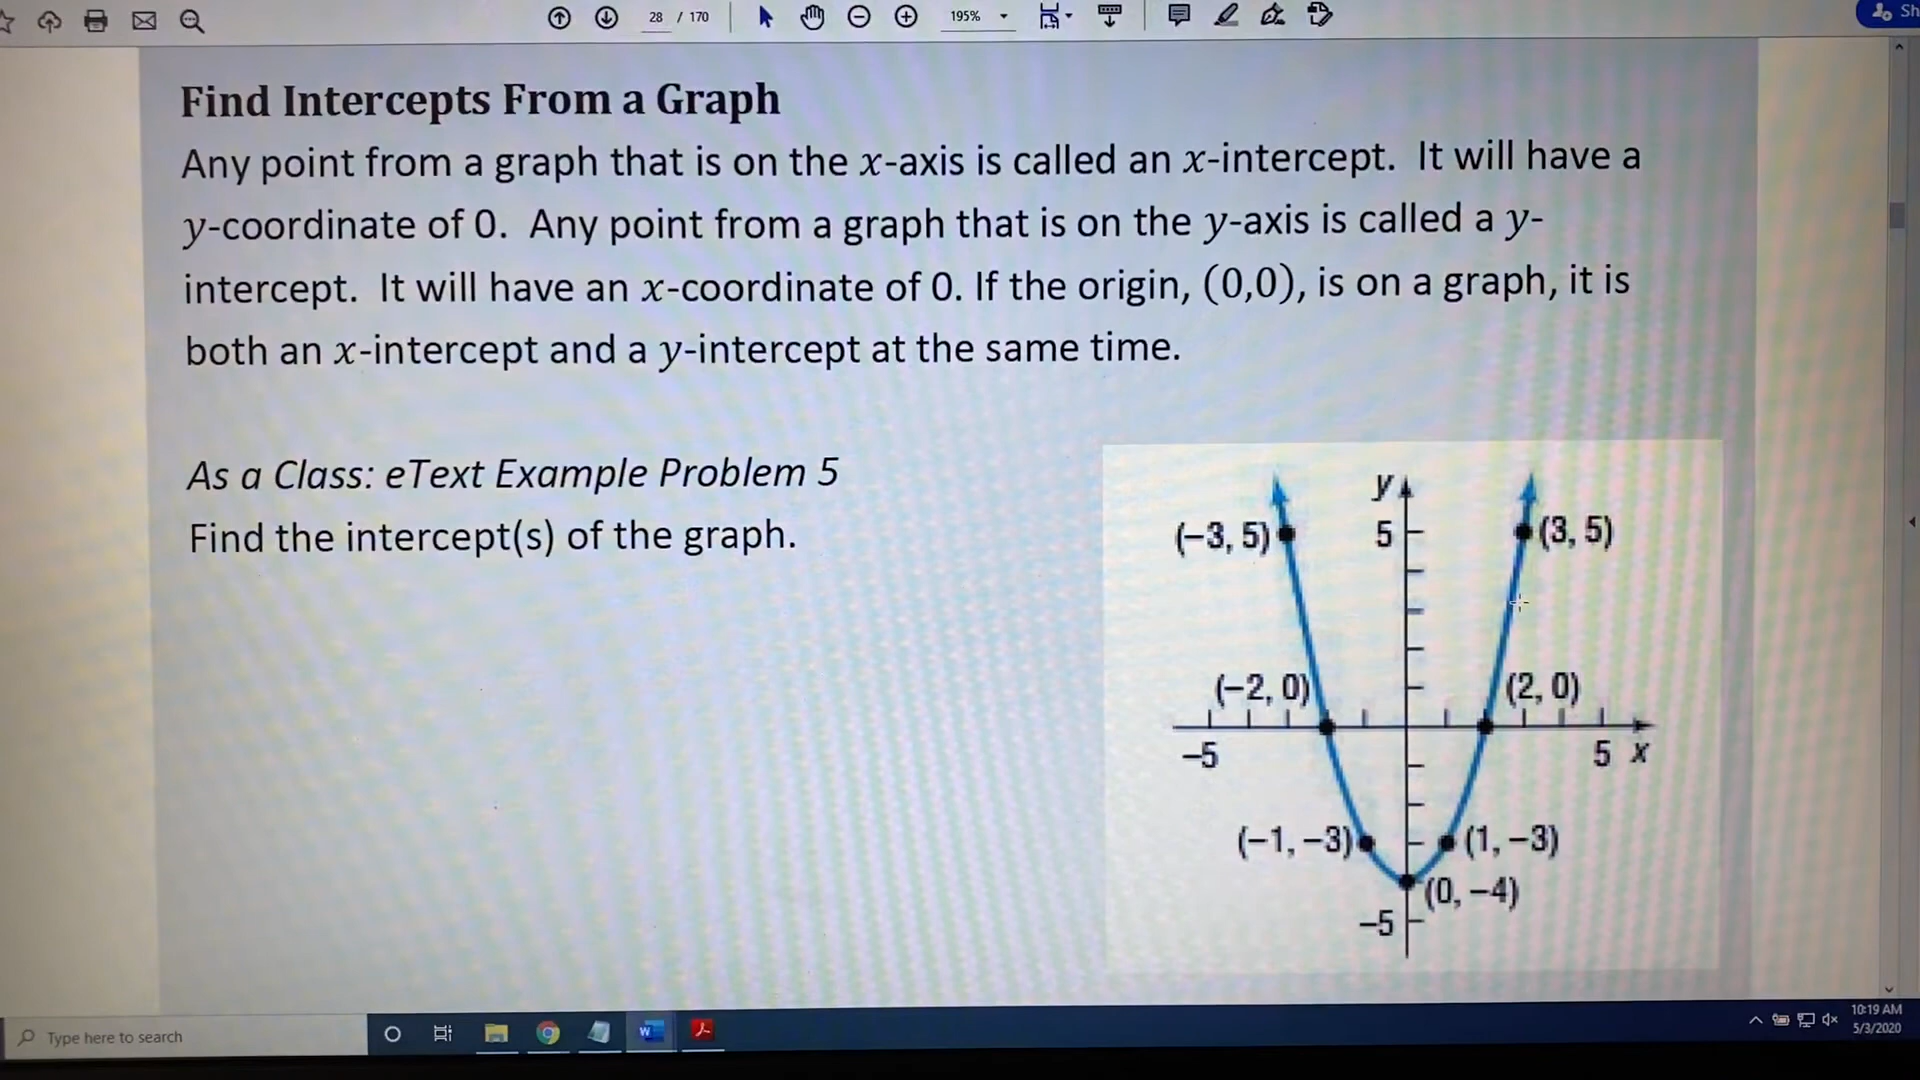 28 / 170
195%
Sh
Find Intercepts From a Graph
Any point from a graph that is on the x-axis is called an x-intercept. It will have a
y-coordinate of 0. Any point from a graph that is on the y-axis is called a y-
intercept. It will have an x-coordinate of 0. If the origin, (0,0), is on a graph, it is
both an x-intercept and a y-intercept at the same time.
As a Class: eText Example Problem 5
Find the intercept(s) of the graph.
y
(−3, 5)
5
(3, 5)
(−2, 0)
(2, 0)
−5
5 x
(−1, −3)
(1, −3)
(0, −4)
−5
Type here to search
10:19 AM
5/3/2020